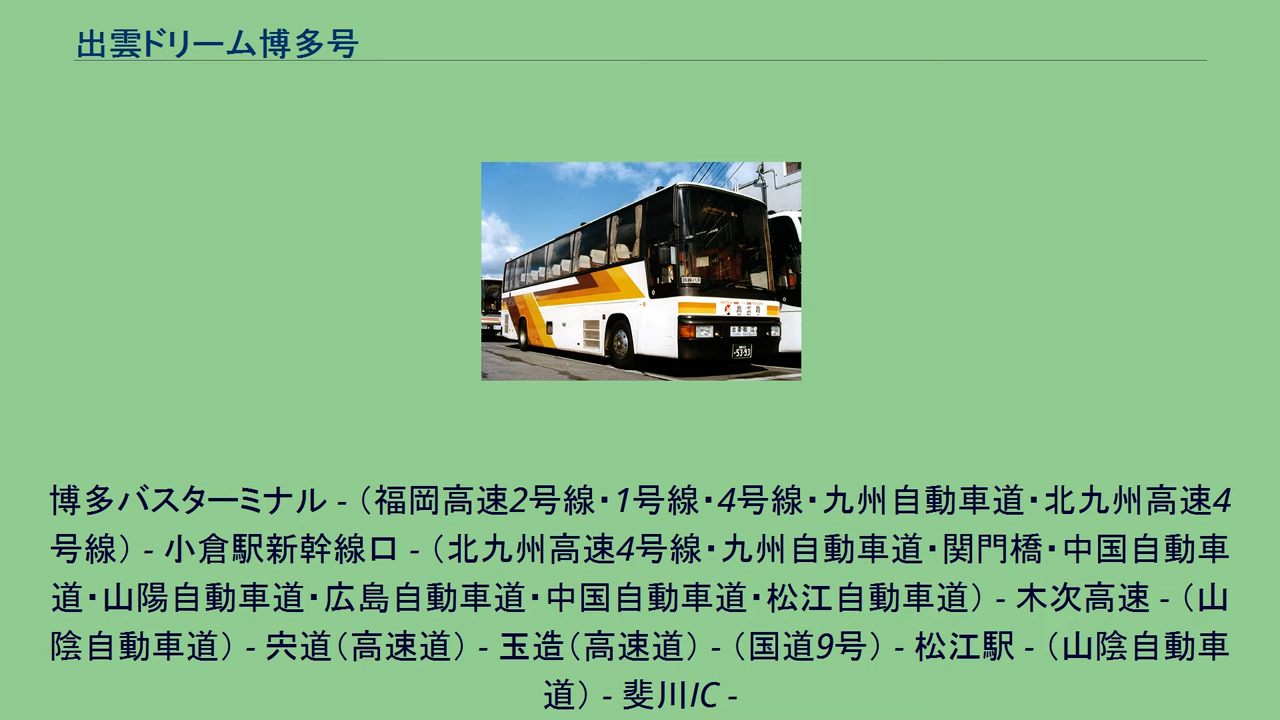 出雲ドリーム博多号
5393
博多バスターミナル - （福岡高速2号線・1号線・4号線・九州自動車道・北九州高速4
号線） - 小倉駅新幹線口 - （北九州高速4号線・九州自動車道・関門橋・中国自動車
道・山陽自動車道・広島自動車道・中国自動車道・松江自動車道） - 木次高速 - （山
陰自動車道） - 宍道（高速道） - 玉造（高速道） - （国道9号） - 松江駅 - （山陰自動車
道） - 斐川IC -